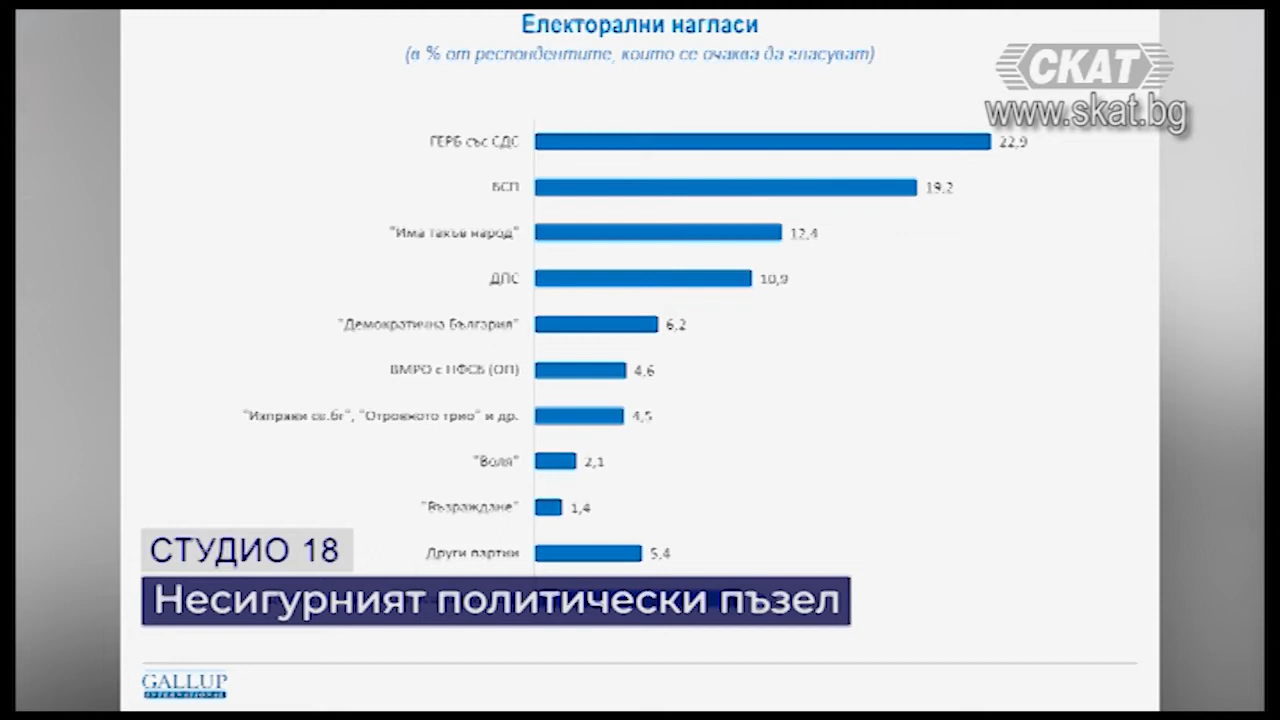 Електорални нагласи
(в % от респондентите, които се очаква да гласуват)
СКАТ
www.skat.bg
ГЕРБ със СДС 22,9
БСП 19,2
"Има такъв народ" 12,4
ДПС 10,9
"Демократична България" 6,2
ВМРО с НФСБ (ОП) 4,6
"Изправи се.бг", "Отровното трио" и др. 4,5
"Воля" 2,1
"Възраждане" 1,4
Други партии 5,4
СТУДИО 18
Несигурният политически пъзел
GALLUP
INTERNATIONAL